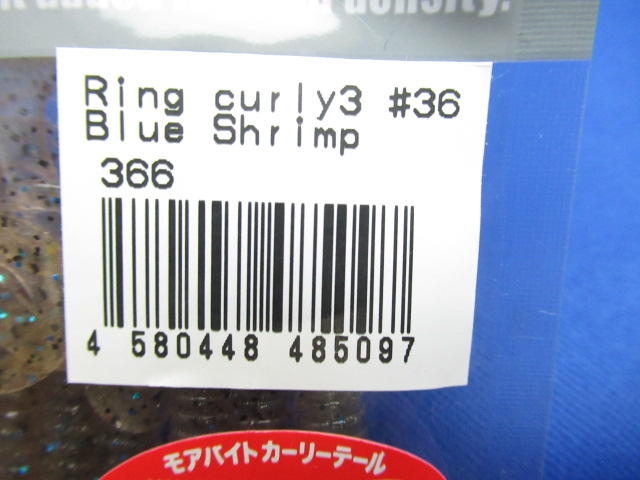 density.
Ring curly3 #36
Blue Shrimp
366
4 580448 485097
モアバイトカーリーテール